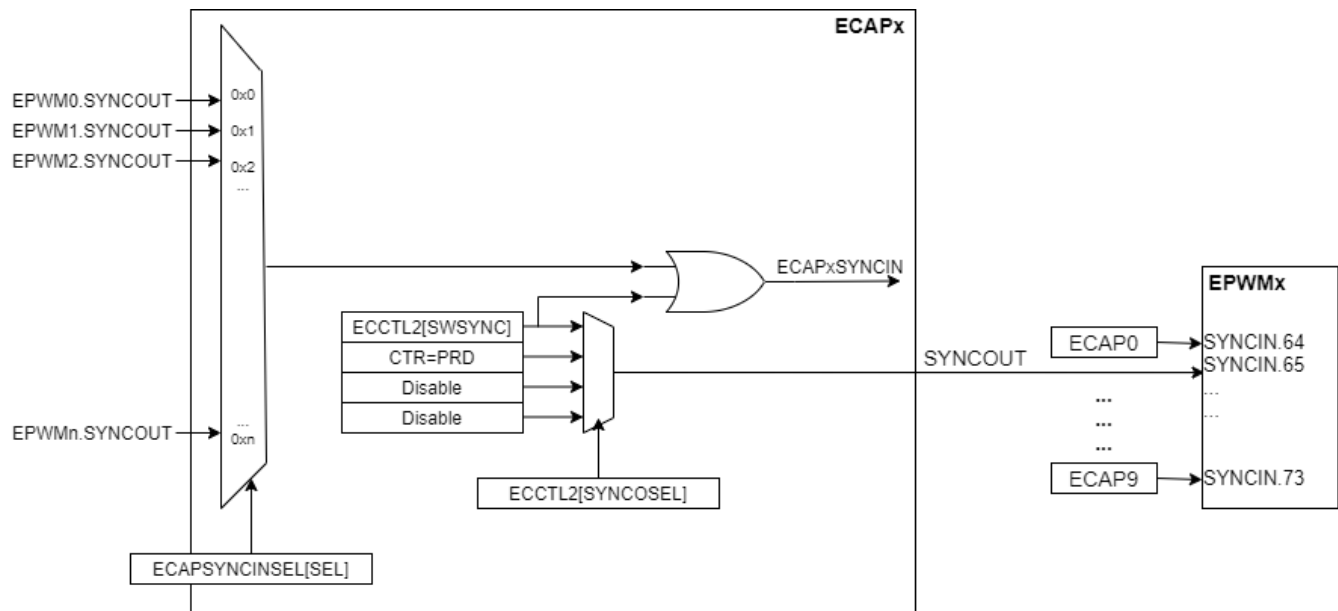 ECAPx
0x0
EPWM0.SYNCOUT
EPWM1.SYNCOUT
0x1
EPWM2.SYNCOUT
0x2
...
ECAPxSYNCIN
EPWMx
ECCTL2[SWSYNC]
CTR=PRD
Disable
Disable
SYNCOUT
ECAP0
SYNCIN.64
SYNCIN.65
...
...
...
...
...
EPWMn.SYNCOUT
...
0xn
ECAP9
SYNCIN.73
ECCTL2[SYNCOSEL]
ECAPSYNCINSEL[SEL]